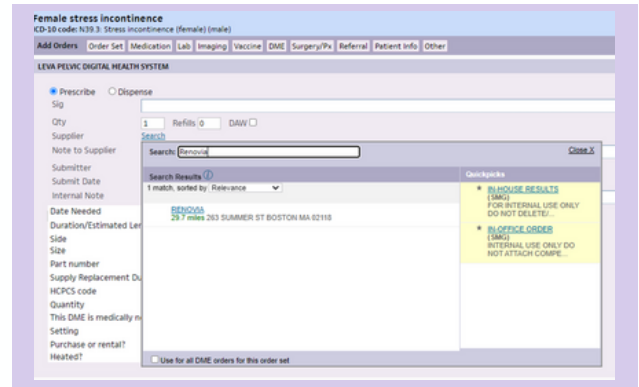 Female stress incontinence
ICD-10 code: N39.3: Stress incontinence (female) (male)
Add Orders Order Set Medication Lab Imaging Vaccine DME Surgery/Px Referral Patient Info Other
LEVA PELVIC DIGITAL HEALTH SYSTEM
Prescribe Dispense
Sig
Qty 1 Refills 0 DAW
Supplier Search
Note to Supplier
Search: Renovia Close X
Submitter
Search Results Quickpicks
Submit Date
1 match, sorted by: Relevance
Internal Note
IN-HOUSE RESULTS
(SMG)
FOR INTERNAL USE ONLY
DO NOT DELETE/...
Date Needed
RENOVIA
29.7 miles 263 SUMMER ST BOSTON MA 02118
Duration/Estimated Ler
IN-OFFICE ORDER
(SMG)
INTERNAL USE ONLY DO
NOT ATTACH COMPE...
Side
Size
Part number
Supply Replacement Du
HCPCS code
Quantity
This DME is medically n
Setting
Purchase or rental?
Heated?
Use for all DME orders for this order set